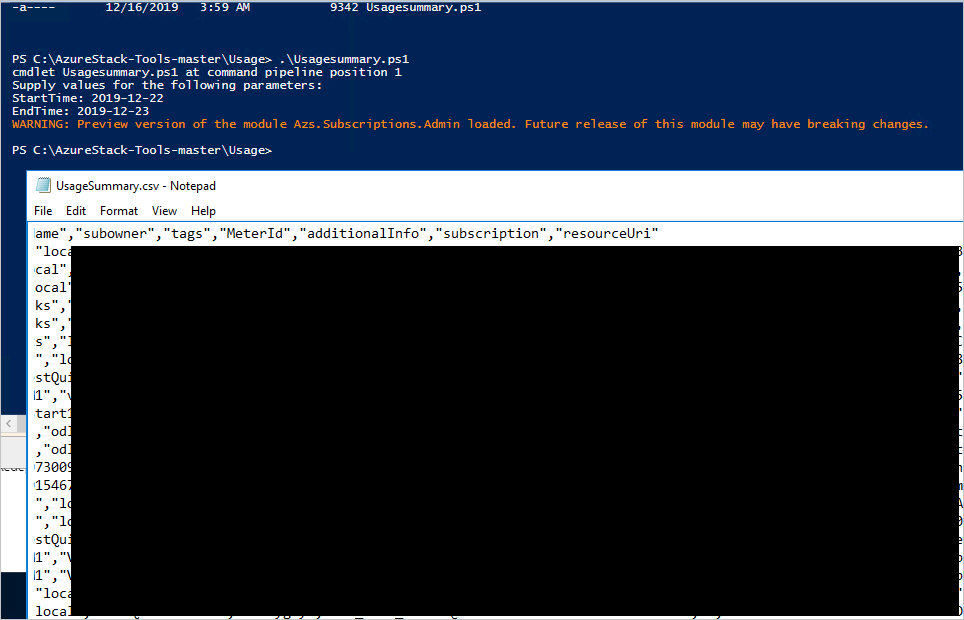 -a---- 12/16/2019 3:59 AM 9342 Usagesummary.ps1
PS C:\AzureStack-Tools-master\Usage> .\Usagesummary.ps1
cmdlet Usagesummary.ps1 at command pipeline position 1
Supply values for the following parameters:
StartTime: 2019-12-22
EndTime: 2019-12-23
WARNING: Preview version of the module Azs.Subscriptions.Admin loaded. Future release of this module may have breaking changes.
PS C:\AzureStack-Tools-master\Usage>
UsageSummary.csv - Notepad
File Edit Format View Help
ame","subowner","tags","MeterId","additionalInfo","subscription","resourceUri"
"loca
cal",
ocal"
ks","
ks","
s","l
","lo
stQui
1","v
tart1
,"odl
,"odl
73009
15467
","lo
","lo
stQui
1","V
1","V
"loca
local